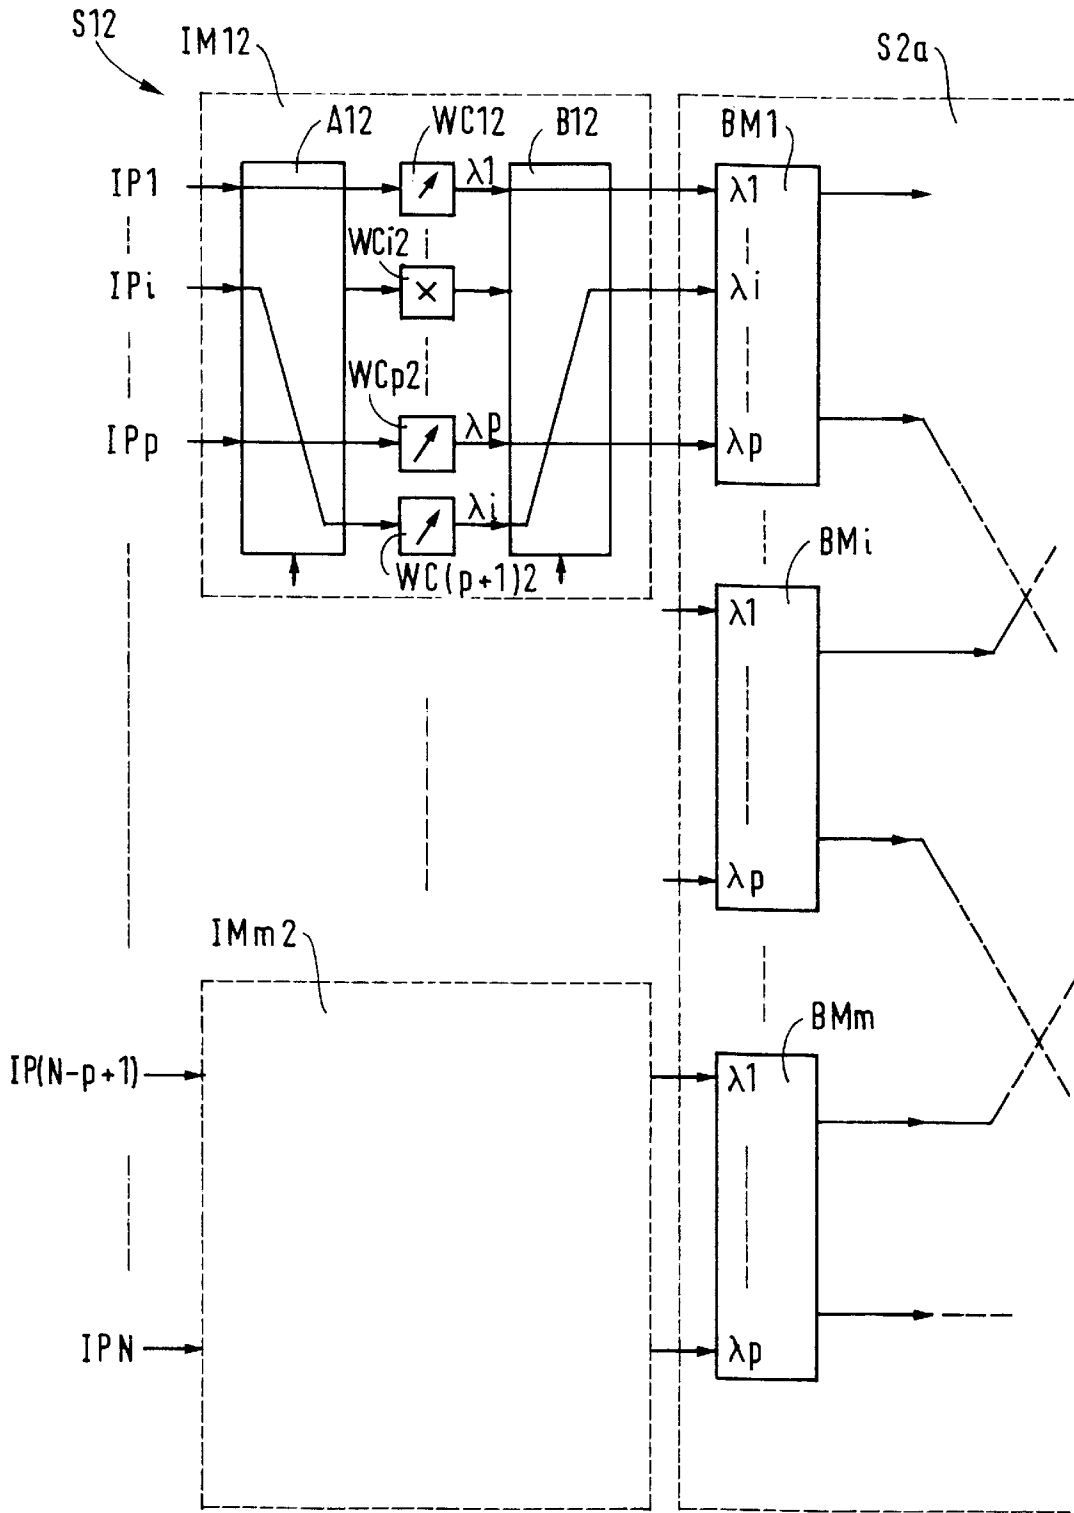 S12
IM12
S2a
A12
WC12
B12
BM1
IP1
λ1
λ1
WCi2
IPi
λi
WCp2
IPp
λp
λp
λi
WC(p+1)2
BMi
λ1
λp
IMm2
BMm
IP(N-p+1)
λ1
IPN
λp